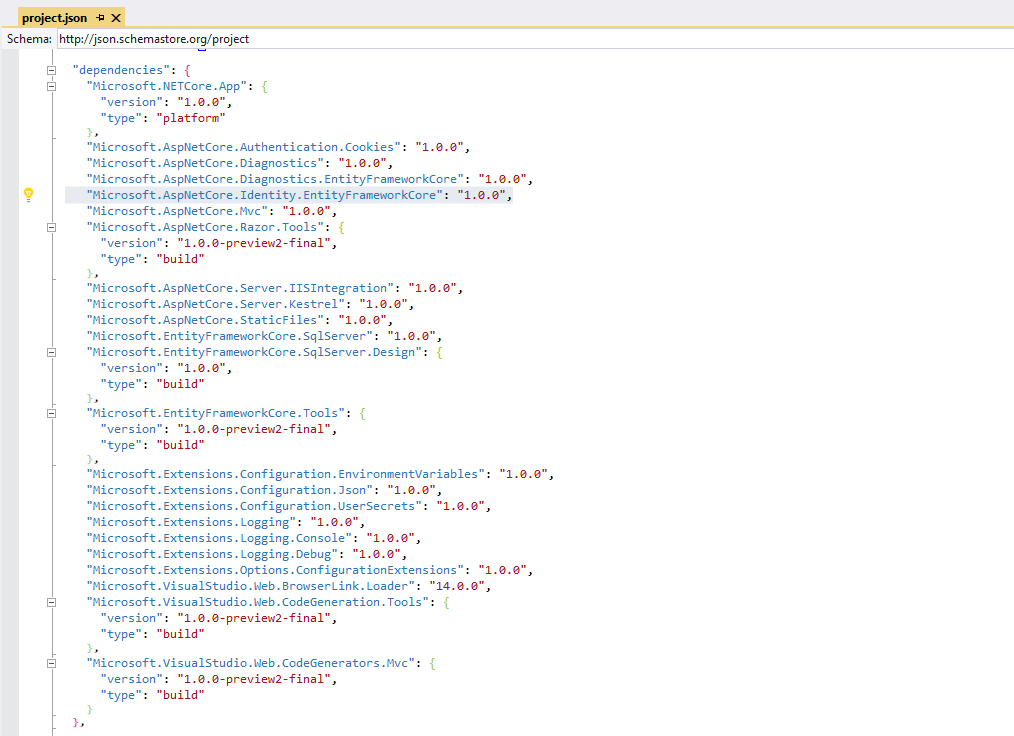 project.json
Schema: http://json.schemastore.org/project
"dependencies": {
"Microsoft.NETCore.App": {
"version": "1.0.0",
"type": "platform"
},
"Microsoft.AspNetCore.Authentication.Cookies": "1.0.0",
"Microsoft.AspNetCore.Diagnostics": "1.0.0",
"Microsoft.AspNetCore.Diagnostics.EntityFrameworkCore": "1.0.0",
"Microsoft.AspNetCore.Identity.EntityFrameworkCore": "1.0.0",
"Microsoft.AspNetCore.Mvc": "1.0.0",
"Microsoft.AspNetCore.Razor.Tools": {
"version": "1.0.0-preview2-final",
"type": "build"
},
"Microsoft.AspNetCore.Server.IISIntegration": "1.0.0",
"Microsoft.AspNetCore.Server.Kestrel": "1.0.0",
"Microsoft.AspNetCore.StaticFiles": "1.0.0",
"Microsoft.EntityFrameworkCore.SqlServer": "1.0.0",
"Microsoft.EntityFrameworkCore.SqlServer.Design": {
"version": "1.0.0",
"type": "build"
},
"Microsoft.EntityFrameworkCore.Tools": {
"version": "1.0.0-preview2-final",
"type": "build"
},
"Microsoft.Extensions.Configuration.EnvironmentVariables": "1.0.0",
"Microsoft.Extensions.Configuration.Json": "1.0.0",
"Microsoft.Extensions.Configuration.UserSecrets": "1.0.0",
"Microsoft.Extensions.Logging": "1.0.0",
"Microsoft.Extensions.Logging.Console": "1.0.0",
"Microsoft.Extensions.Logging.Debug": "1.0.0",
"Microsoft.Extensions.Options.ConfigurationExtensions": "1.0.0",
"Microsoft.VisualStudio.Web.BrowserLink.Loader": "14.0.0",
"Microsoft.VisualStudio.Web.CodeGeneration.Tools": {
"version": "1.0.0-preview2-final",
"type": "build"
},
"Microsoft.VisualStudio.Web.CodeGenerators.Mvc": {
"version": "1.0.0-preview2-final",
"type": "build"
}
},